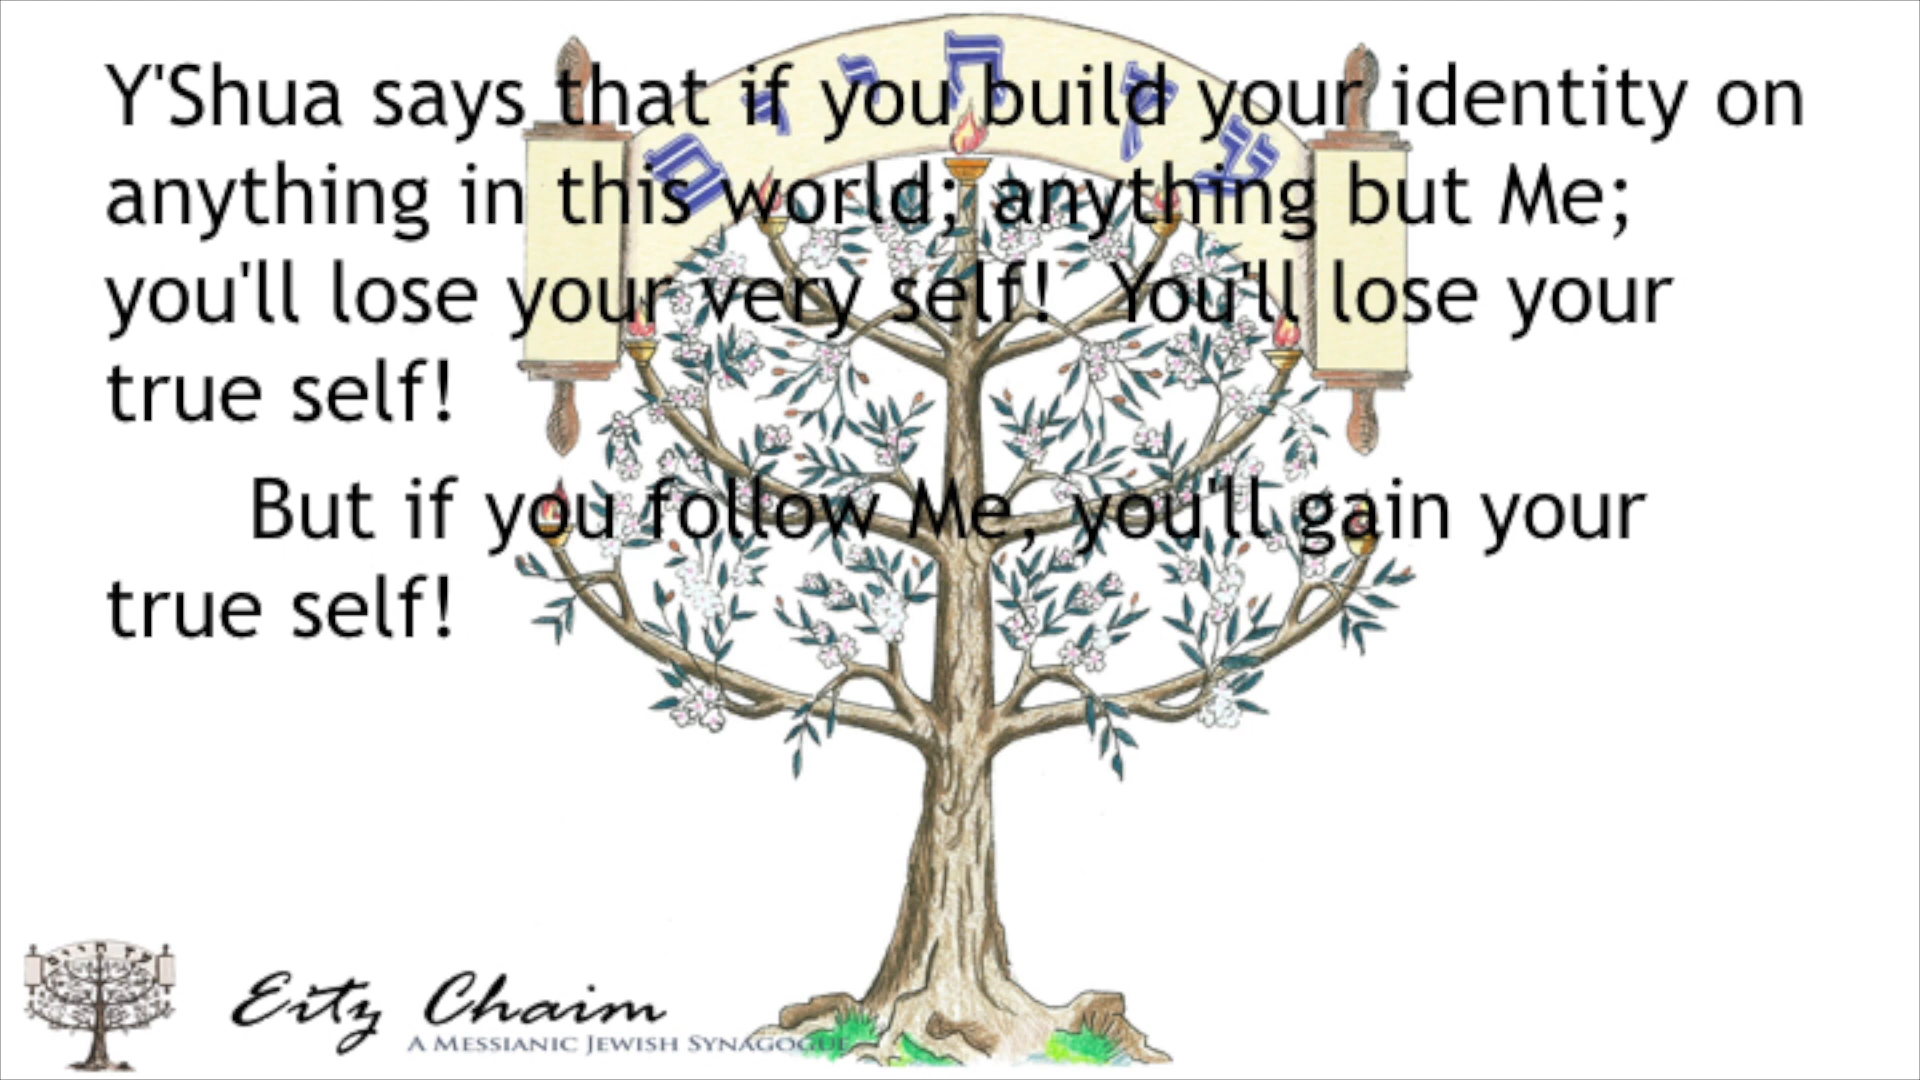 עץ חיים
Y'Shua says that if you build your identity on
anything in this world; anything but Me;
you'll lose your very self!  You'll lose your
true self!
But if you follow Me, you'll gain your
true self!
Eitz Chaim
A MESSIANIC JEWISH SYNAGOGUE